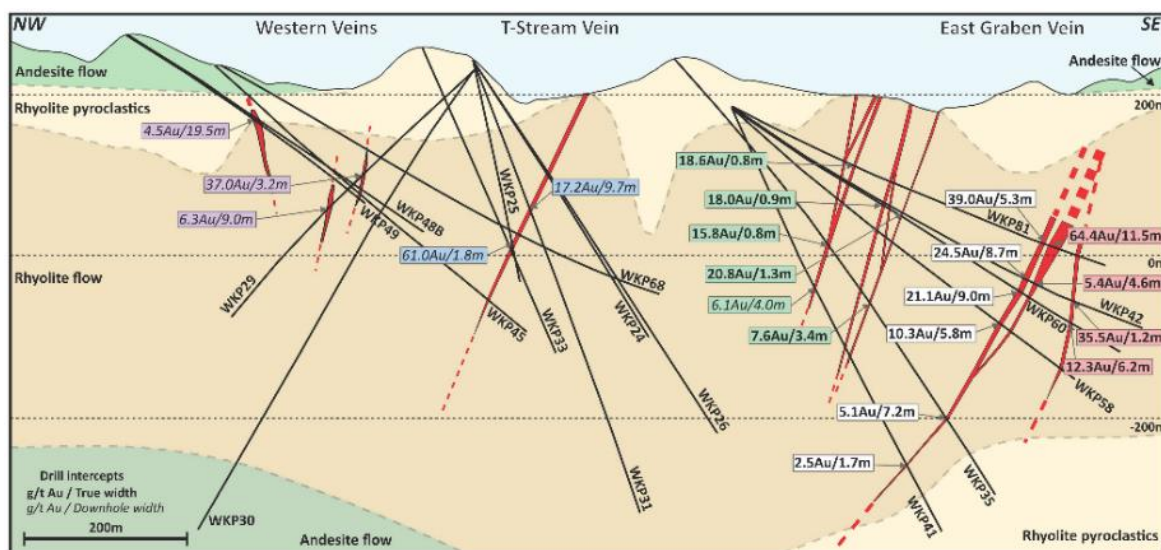 NW
Western Veins
T-Stream Vein
East Graben Vein
SE
Andesite flow
Andesite flow
Rhyolite pyroclastics
200m
4.5Au/19.5m
37.0Au/3.2m
6.3Au/9.0m
17.2Au/9.7m
61.0Au/1.8m
18.6Au/0.8m
18.0Au/0.9m
15.8Au/0.8m
20.8Au/1.3m
6.1Au/4.0m
7.6Au/3.4m
39.0Au/5.3m
24.5Au/8.7m
21.1Au/9.0m
10.3Au/5.8m
5.1Au/7.2m
2.5Au/1.7m
64.4Au/11.5m
5.4Au/4.6m
35.5Au/1.2m
12.3Au/6.2m
WKP25
WKP48B
WKP49
WKP81
0m
Rhyolite flow
WKP29
WKP45
WKP33
WKP24
WKP68
WKP60
WKP42
WKP58
WKP26
-200m
WKP30
WKP31
WKP41
WKP35
Drill intercepts
g/t Au / True width
g/t Au / Downhole width
200m
Andesite flow
Rhyolite pyroclastics